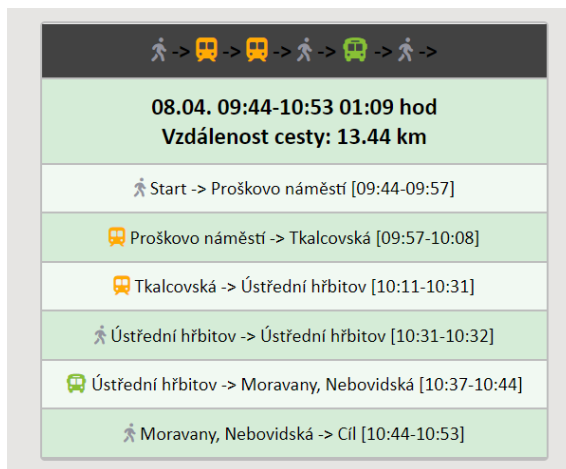 -> -> -> -> -> ->
08.04. 09:44-10:53 01:09 hod
Vzdálenost cesty: 13.44 km
Start -> Proškovo náměstí [09:44-09:57]
Proškovo náměstí -> Tkalcovská [09:57-10:08]
Tkalcovská -> Ústřední hřbitov [10:11-10:31]
Ústřední hřbitov -> Ústřední hřbitov [10:31-10:32]
Ústřední hřbitov -> Moravany, Nebovidská [10:37-10:44]
Moravany, Nebovidská -> Cíl [10:44-10:53]